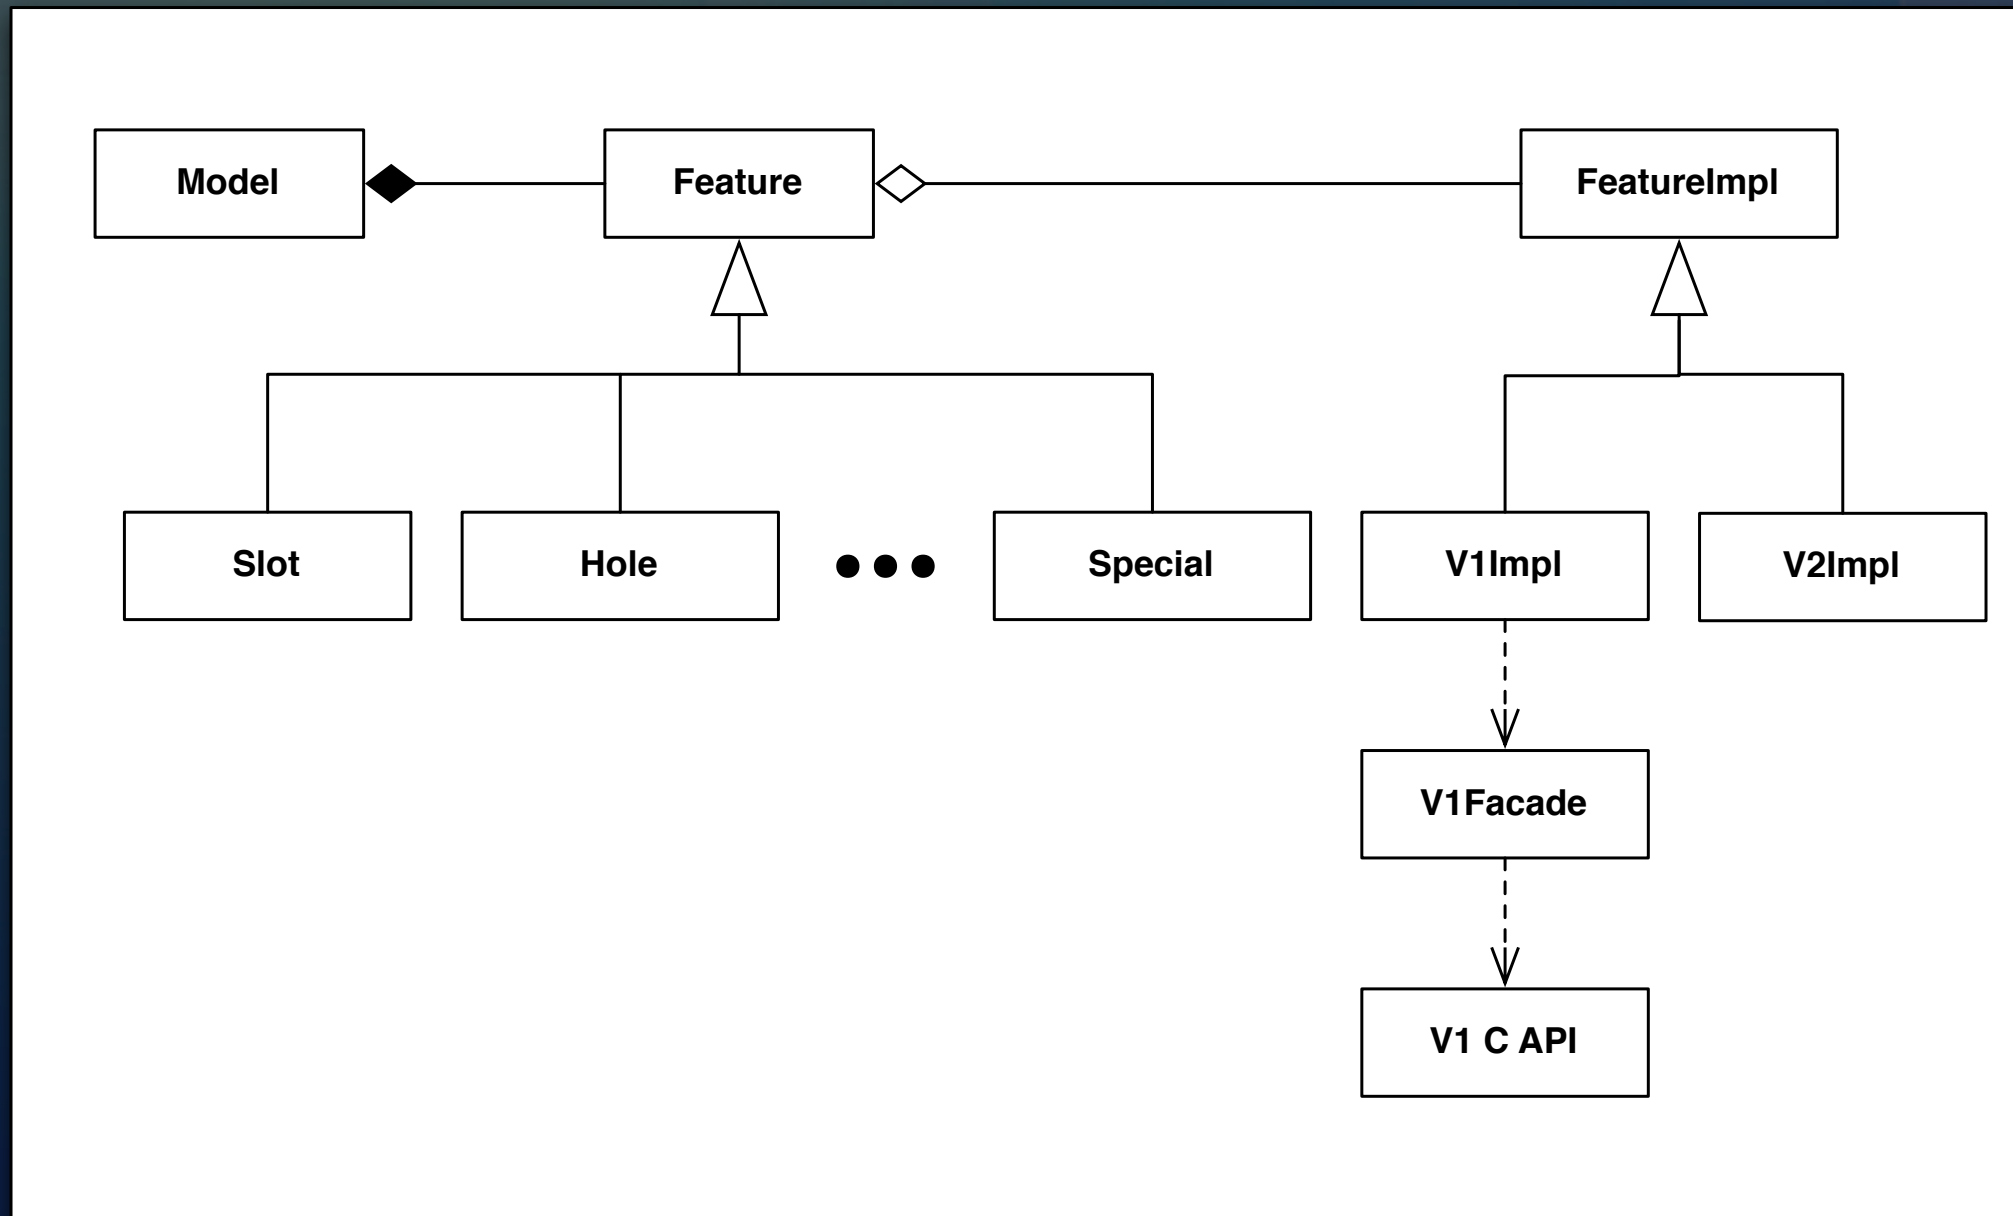 Model
Feature
FeatureImpl
Slot
Hole
Special
V1Impl
V2Impl
V1Facade
V1 C API